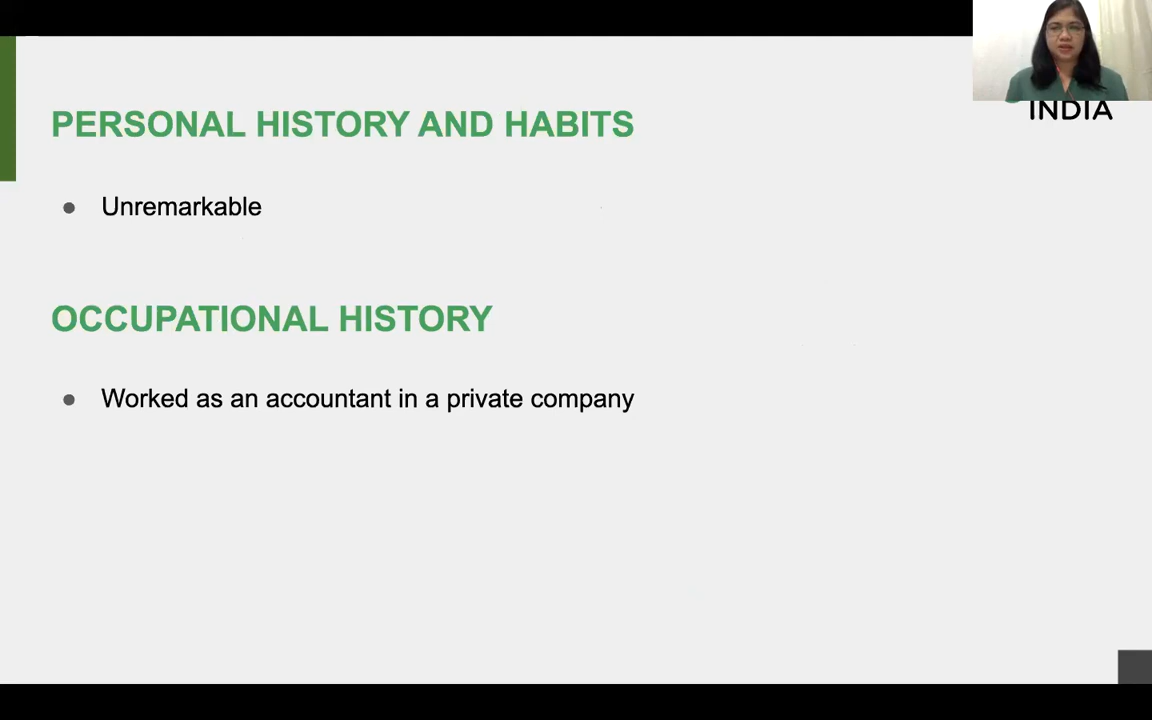 INDIA
PERSONAL HISTORY AND HABITS
● Unremarkable
OCCUPATIONAL HISTORY
● Worked as an accountant in a private company